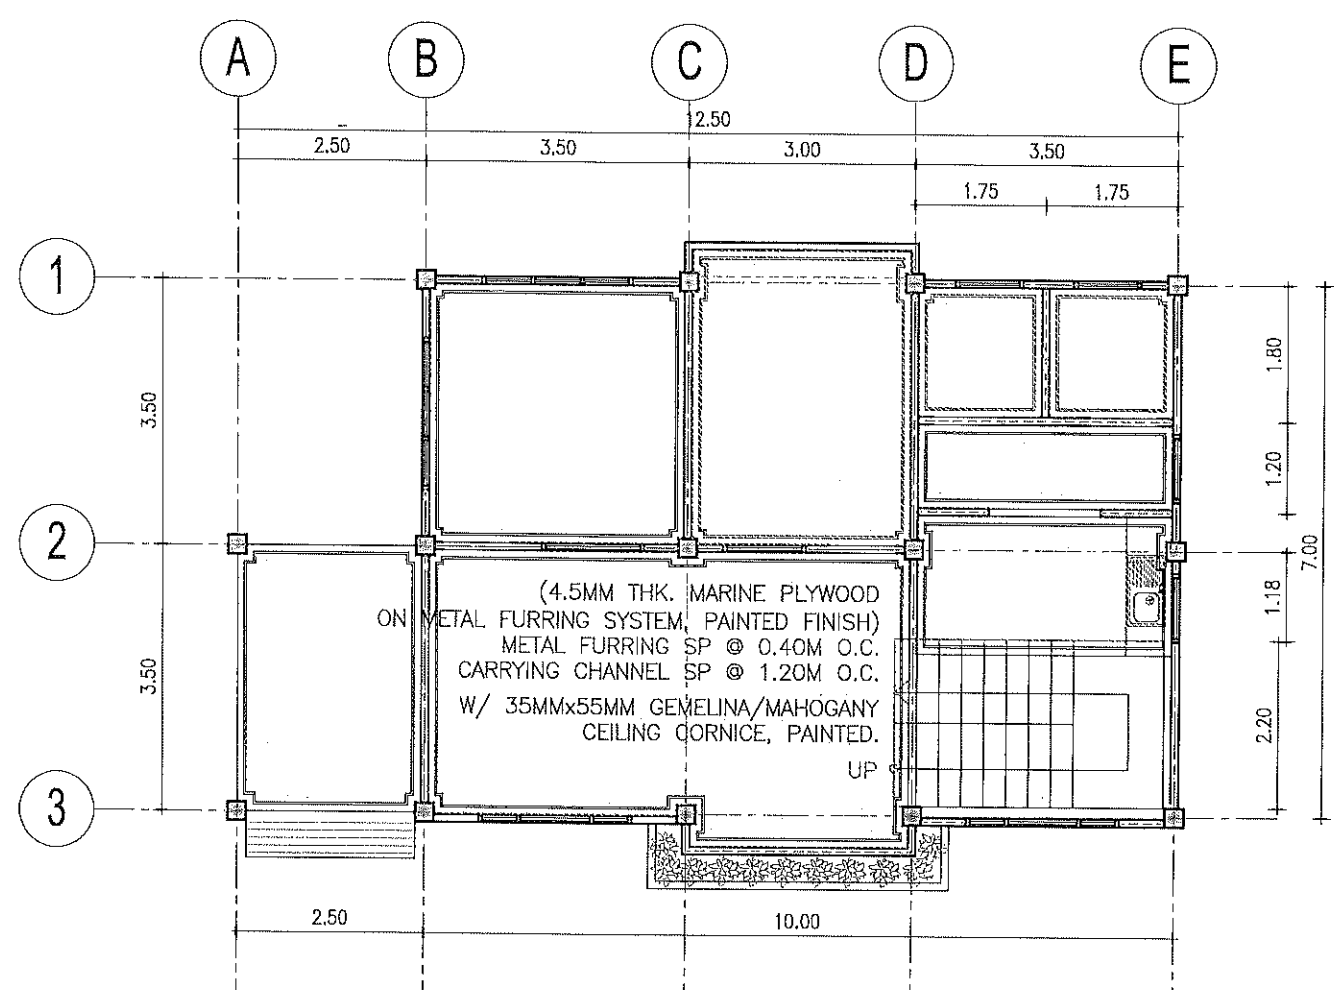 A B C D E
12.50
2.50 3.50 3.00 3.50
1.75 1.75
1
3.50
1.80
1.20
2
7.00
(4.5MM THK. MARINE PLYWOOD
ON METAL FURRING SYSTEM, PAINTED FINISH)
METAL FURRING SP @ 0.40M O.C.
CARRYING CHANNEL SP @ 1.20M O.C.
W/ 35MMx55MM GEMELINA/MAHOGANY
CEILING CORNICE, PAINTED.
UP
1.18
3.50
2.20
3
2.50 10.00